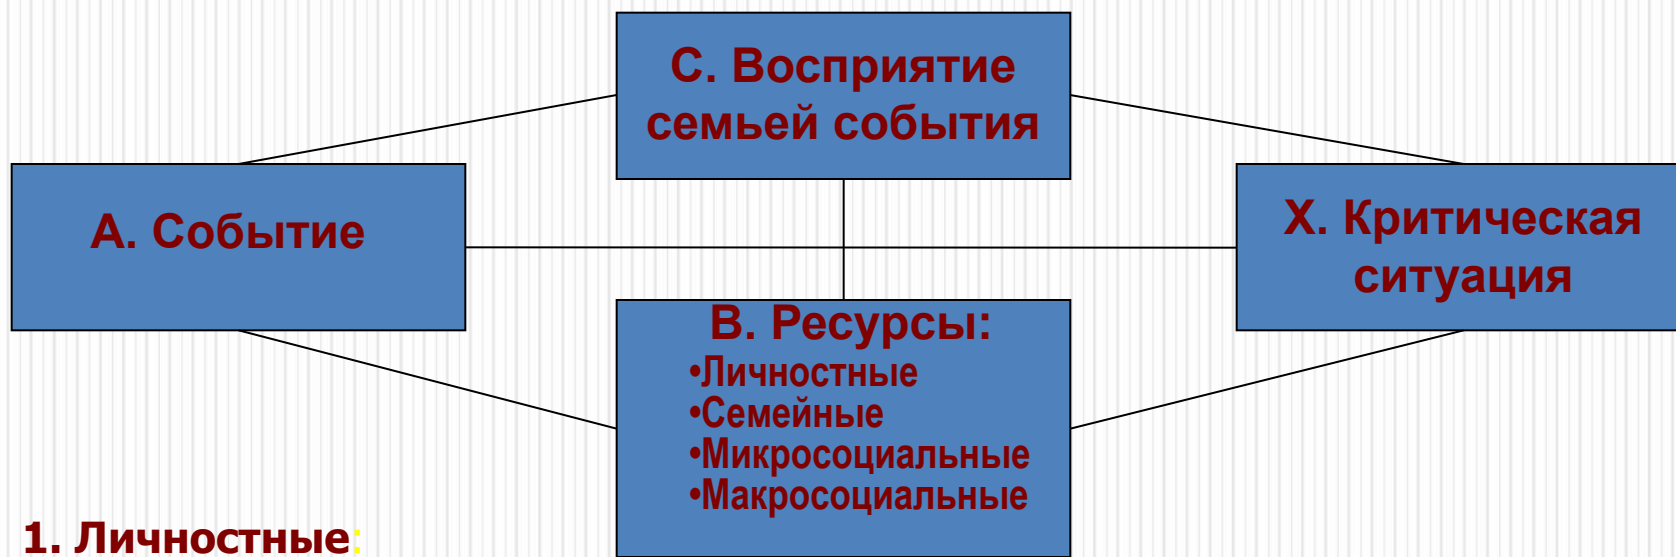 С. Восприятие
семьей события
А. Событие
Х. Критическая
ситуация
В. Ресурсы:
•Личностные
•Семейные
•Микросоциальные
•Макросоциальные
1. Личностные: